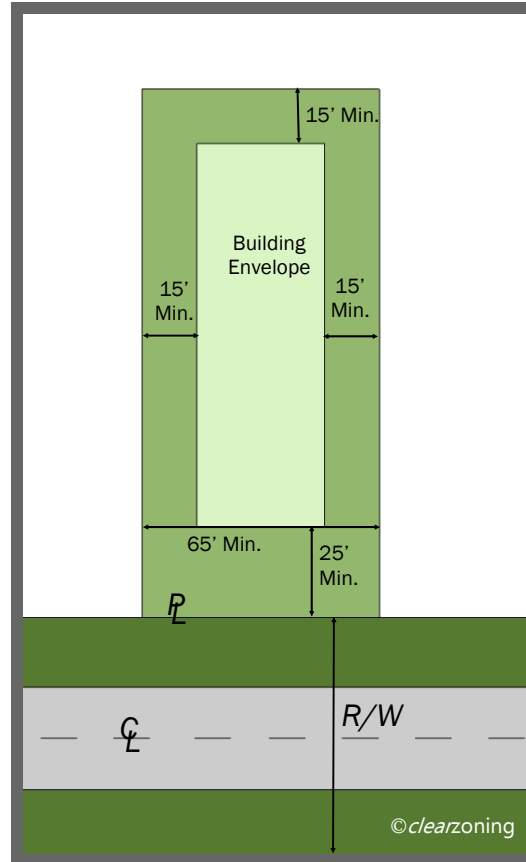 15’ Min.
Building
Envelope
15’
Min.
15’
Min.
65’ Min.
25’
Min.
PL
CL
R/W
©clearzoning